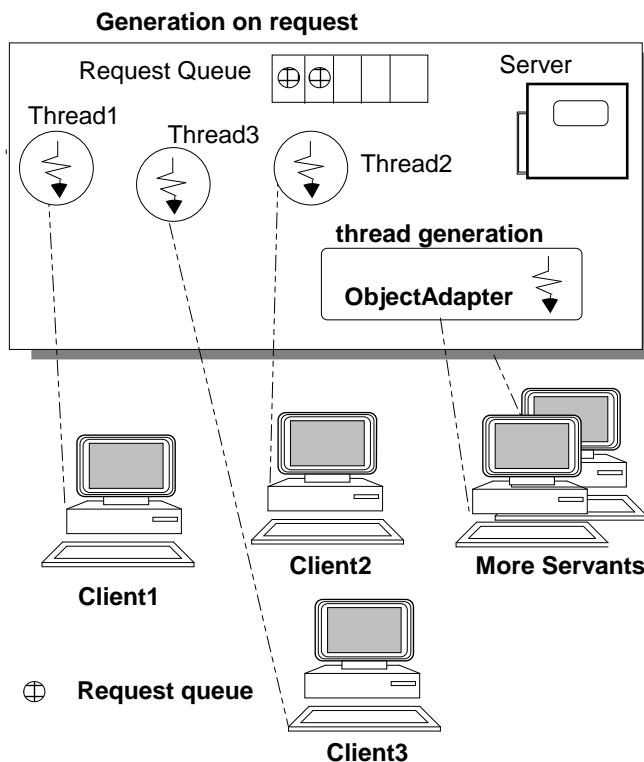 Generation on request
Request Queue
Server
Thread1
Thread3
Thread2
thread generation
ObjectAdapter
Client1
Client2
More Servants
Request queue
Client3